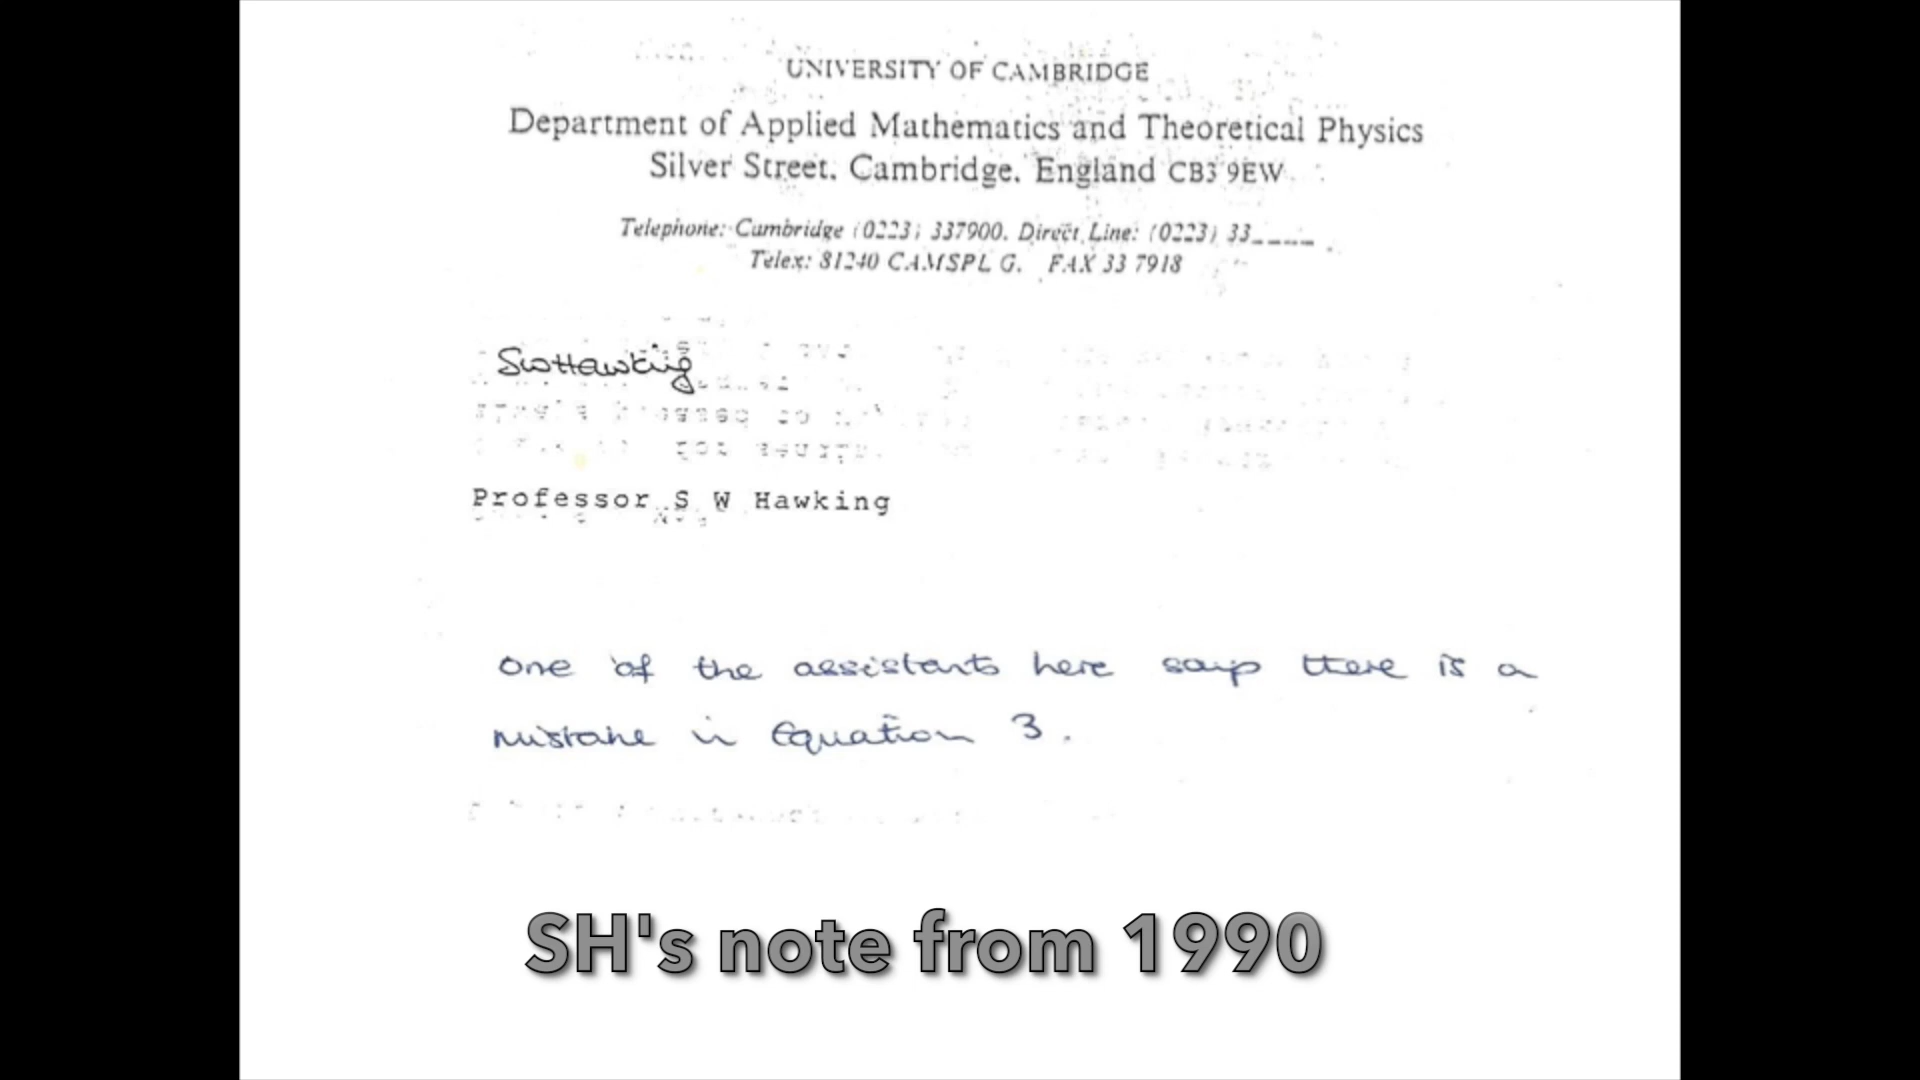 UNIVERSITY OF CAMBRIDGE
Department of Applied Mathematics and Theoretical Physics
Silver Street, Cambridge, England CB3 9EW
Telephone: Cambridge (0223) 337900. Direct Line: (0223) 33_____
Telex: 81240 CAMSPL G. FAX 33 7918
SWHawking
Professor S W Hawking
One of the assistants here says there is a
mistake in Equation 3.
SH's note from 1990